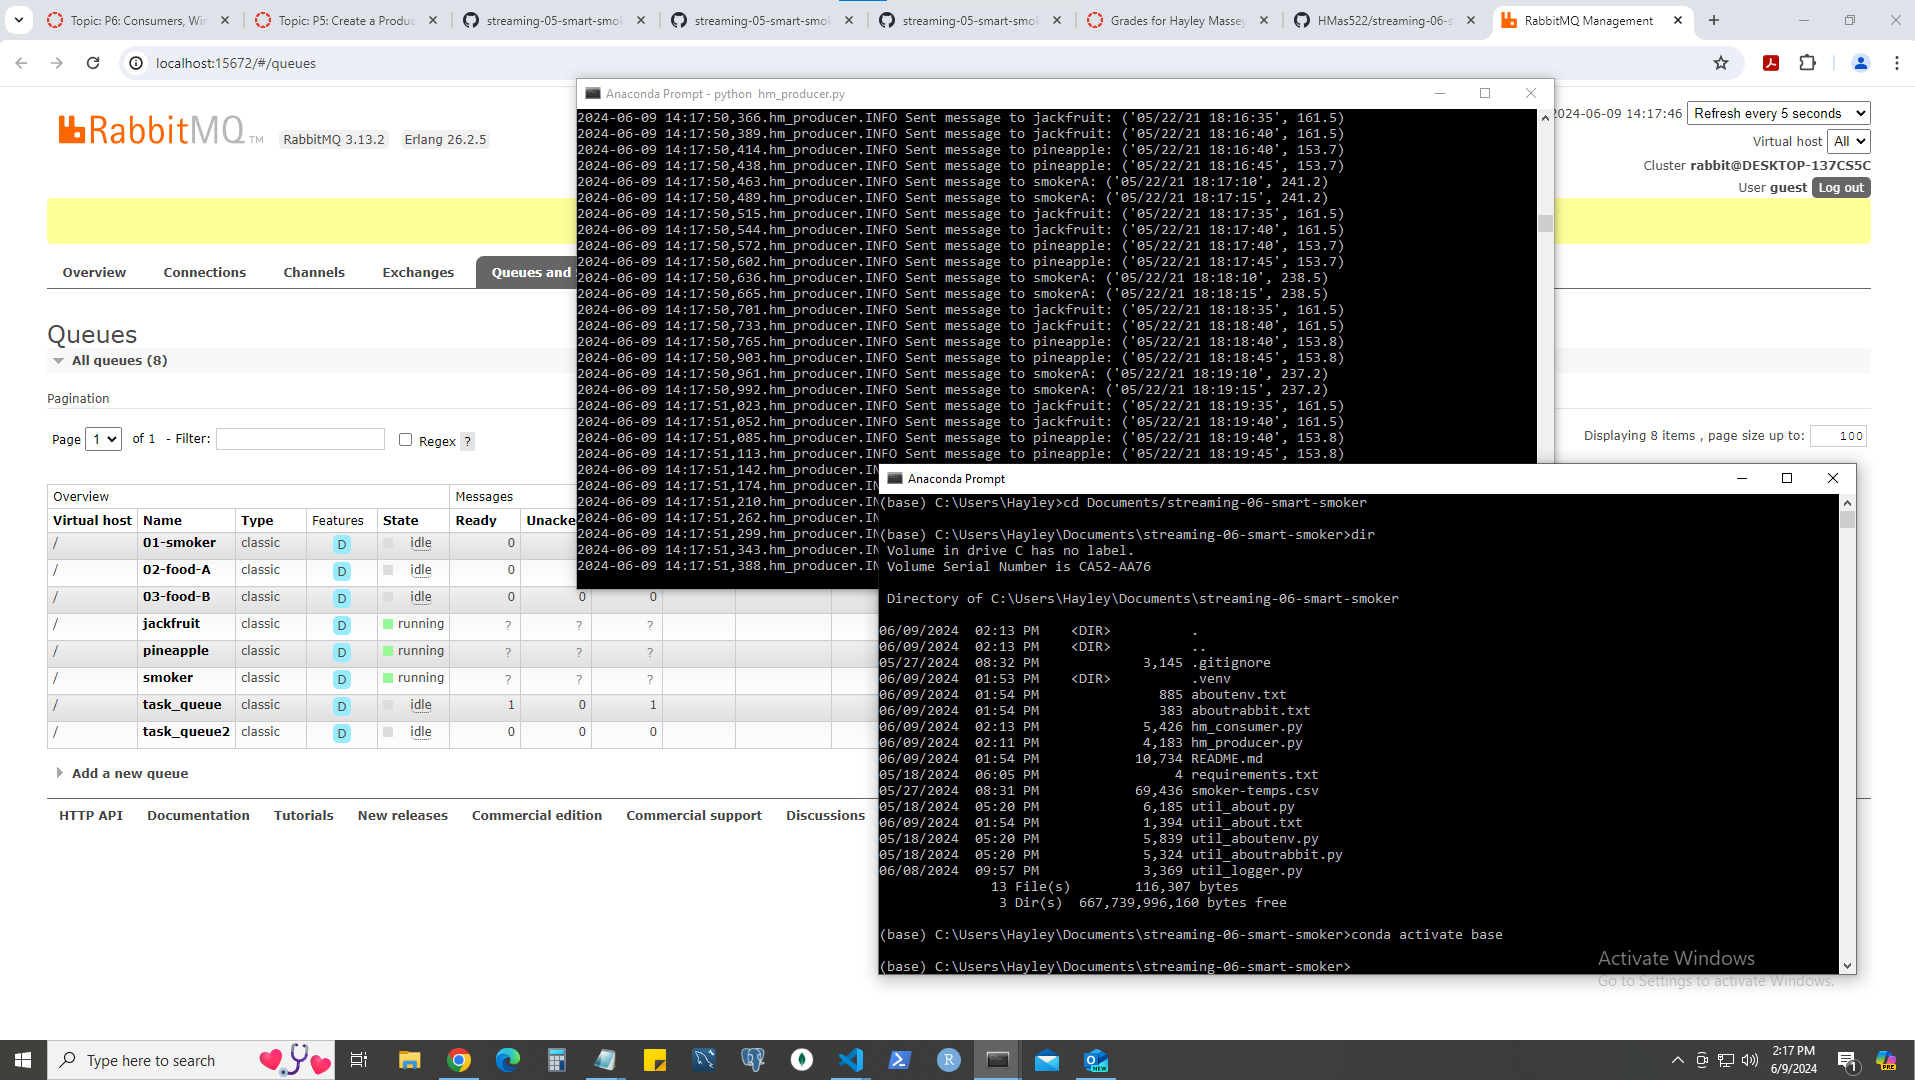 Topic: P6: Consumers, Win
Topic: P5: Create a Produc
streaming-05-smart-smok
streaming-05-smart-smok
streaming-05-smart-smok
Grades for Hayley Massey
HMas522/streaming-06-s
RabbitMQ Management
localhost:15672/#/queues
RabbitMQ TM
RabbitMQ 3.13.2
Erlang 26.2.5
2024-06-09 14:17:46
Refresh every 5 seconds
Virtual host All
Cluster rabbit@DESKTOP-137CS5C
User guest Log out
Overview
Connections
Channels
Exchanges
Queues and
Queues
All queues (8)
Pagination
Page 1 of 1 - Filter:
Regex ?
Displaying 8 items , page size up to: 100
Overview Messages
Virtual host Name Type Features State Ready Unacke
/ 01-smoker classic D idle 0
/ 02-food-A classic D idle 0
/ 03-food-B classic D idle 0 0 0
/ jackfruit classic D running ? ? ?
/ pineapple classic D running ? ? ?
/ smoker classic D running ? ? ?
/ task_queue classic D idle 1 0 1
/ task_queue2 classic D idle 0 0 0
Add a new queue
HTTP API
Documentation
Tutorials
New releases
Commercial edition
Commercial support
Discussions
Anaconda Prompt - python hm_producer.py
2024-06-09 14:17:50,366.hm_producer.INFO Sent message to jackfruit: ('05/22/21 18:16:35', 161.5)
2024-06-09 14:17:50,389.hm_producer.INFO Sent message to jackfruit: ('05/22/21 18:16:40', 161.5)
2024-06-09 14:17:50,414.hm_producer.INFO Sent message to pineapple: ('05/22/21 18:16:40', 153.7)
2024-06-09 14:17:50,438.hm_producer.INFO Sent message to pineapple: ('05/22/21 18:16:45', 153.7)
2024-06-09 14:17:50,463.hm_producer.INFO Sent message to smokerA: ('05/22/21 18:17:10', 241.2)
2024-06-09 14:17:50,489.hm_producer.INFO Sent message to smokerA: ('05/22/21 18:17:15', 241.2)
2024-06-09 14:17:50,515.hm_producer.INFO Sent message to jackfruit: ('05/22/21 18:17:35', 161.5)
2024-06-09 14:17:50,544.hm_producer.INFO Sent message to jackfruit: ('05/22/21 18:17:40', 161.5)
2024-06-09 14:17:50,572.hm_producer.INFO Sent message to pineapple: ('05/22/21 18:17:40', 153.7)
2024-06-09 14:17:50,602.hm_producer.INFO Sent message to pineapple: ('05/22/21 18:17:45', 153.7)
2024-06-09 14:17:50,636.hm_producer.INFO Sent message to smokerA: ('05/22/21 18:18:10', 238.5)
2024-06-09 14:17:50,665.hm_producer.INFO Sent message to smokerA: ('05/22/21 18:18:15', 238.5)
2024-06-09 14:17:50,701.hm_producer.INFO Sent message to jackfruit: ('05/22/21 18:18:35', 161.5)
2024-06-09 14:17:50,733.hm_producer.INFO Sent message to jackfruit: ('05/22/21 18:18:40', 161.5)
2024-06-09 14:17:50,765.hm_producer.INFO Sent message to pineapple: ('05/22/21 18:18:40', 153.8)
2024-06-09 14:17:50,903.hm_producer.INFO Sent message to pineapple: ('05/22/21 18:18:45', 153.8)
2024-06-09 14:17:50,961.hm_producer.INFO Sent message to smokerA: ('05/22/21 18:19:10', 237.2)
2024-06-09 14:17:50,992.hm_producer.INFO Sent message to smokerA: ('05/22/21 18:19:15', 237.2)
2024-06-09 14:17:51,023.hm_producer.INFO Sent message to jackfruit: ('05/22/21 18:19:35', 161.5)
2024-06-09 14:17:51,052.hm_producer.INFO Sent message to jackfruit: ('05/22/21 18:19:40', 161.5)
2024-06-09 14:17:51,085.hm_producer.INFO Sent message to pineapple: ('05/22/21 18:19:40', 153.8)
2024-06-09 14:17:51,113.hm_producer.INFO Sent message to pineapple: ('05/22/21 18:19:45', 153.8)
2024-06-09 14:17:51,142.hm_producer.IN
2024-06-09 14:17:51,174.hm_producer.IN
2024-06-09 14:17:51,210.hm_producer.IN
2024-06-09 14:17:51,262.hm_producer.IN
2024-06-09 14:17:51,299.hm_producer.IN
2024-06-09 14:17:51,343.hm_producer.IN
2024-06-09 14:17:51,388.hm_producer.IN
Anaconda Prompt
(base) C:\Users\Hayley>cd Documents/streaming-06-smart-smoker
(base) C:\Users\Hayley\Documents\streaming-06-smart-smoker>dir
Volume in drive C has no label.
Volume Serial Number is CA52-AA76
Directory of C:\Users\Hayley\Documents\streaming-06-smart-smoker
06/09/2024 02:13 PM <DIR> .
06/09/2024 02:13 PM <DIR> ..
05/27/2024 08:32 PM 3,145 .gitignore
06/09/2024 01:53 PM <DIR> .venv
06/09/2024 01:54 PM 885 aboutenv.txt
06/09/2024 01:54 PM 383 aboutrabbit.txt
06/09/2024 02:13 PM 5,426 hm_consumer.py
06/09/2024 02:11 PM 4,183 hm_producer.py
06/09/2024 01:54 PM 10,734 README.md
05/18/2024 06:05 PM 4 requirements.txt
05/27/2024 08:31 PM 69,436 smoker-temps.csv
05/18/2024 05:20 PM 6,185 util_about.py
06/09/2024 01:54 PM 1,394 util_about.txt
05/18/2024 05:20 PM 5,839 util_aboutenv.py
05/18/2024 05:20 PM 5,324 util_aboutrabbit.py
06/08/2024 09:57 PM 3,369 util_logger.py
13 File(s) 116,307 bytes
3 Dir(s) 667,739,996,160 bytes free
(base) C:\Users\Hayley\Documents\streaming-06-smart-smoker>conda activate base
(base) C:\Users\Hayley\Documents\streaming-06-smart-smoker>
Activate Windows
Go to Settings to activate Windows.
Type here to search
2:17 PM
6/9/2024